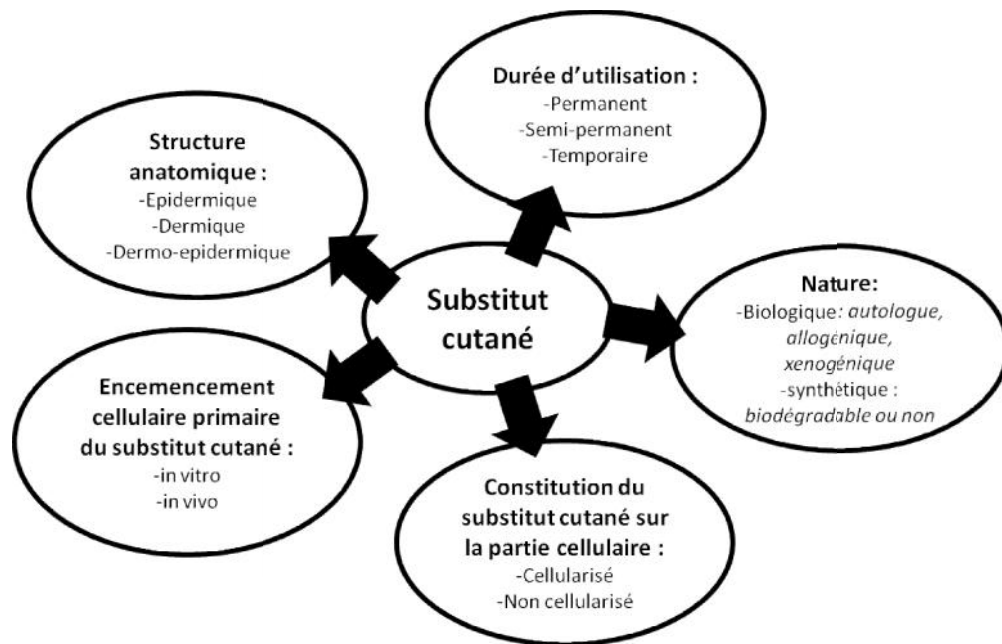 Durée d'utilisation :
-Permanent
-Semi-permanent
-Temporaire
Structure
anatomique :
-Epidermique
-Dermique
-Dermo-epidermique
Substitut
cutané
Nature:
-Biologique: autologue,
allogénique,
xenogénique
-synthétique :
biodégradable ou non
Encemencement
cellulaire primaire
du substitut cutané :
-in vitro
-in vivo
Constitution du
substitut cutané sur
la partie cellulaire :
-Cellularisé
-Non cellularisé